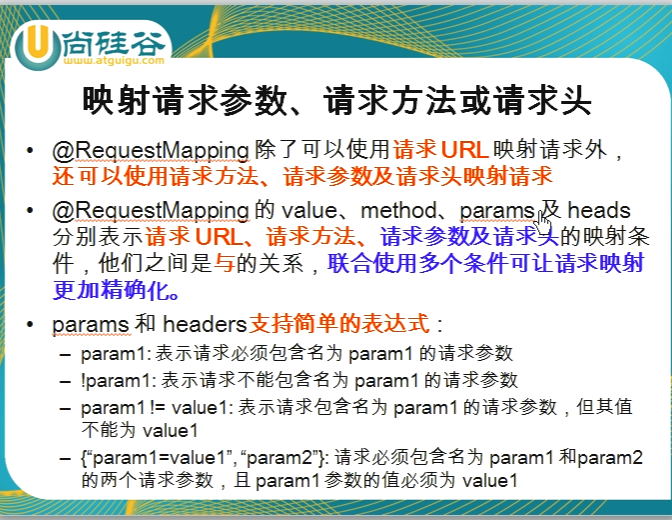 尚硅谷
www.atguigu.com
映射请求参数、请求方法或请求头
• @RequestMapping 除了可以使用请求 URL 映射请求外，
还可以使用请求方法、请求参数及请求头映射请求
• @RequestMapping 的 value、method、params 及 heads
分别表示请求 URL、请求方法、请求参数及请求头的映射条
件，他们之间是与的关系，联合使用多个条件可让请求映射
更加精确化。
• params 和 headers支持简单的表达式：
– param1: 表示请求必须包含名为 param1 的请求参数
– !param1: 表示请求不能包含名为 param1 的请求参数
– param1 != value1: 表示请求包含名为 param1 的请求参数，但其值
不能为 value1
– {“param1=value1”, “param2”}: 请求必须包含名为 param1 和param2
的两个请求参数，且 param1 参数的值必须为 value1